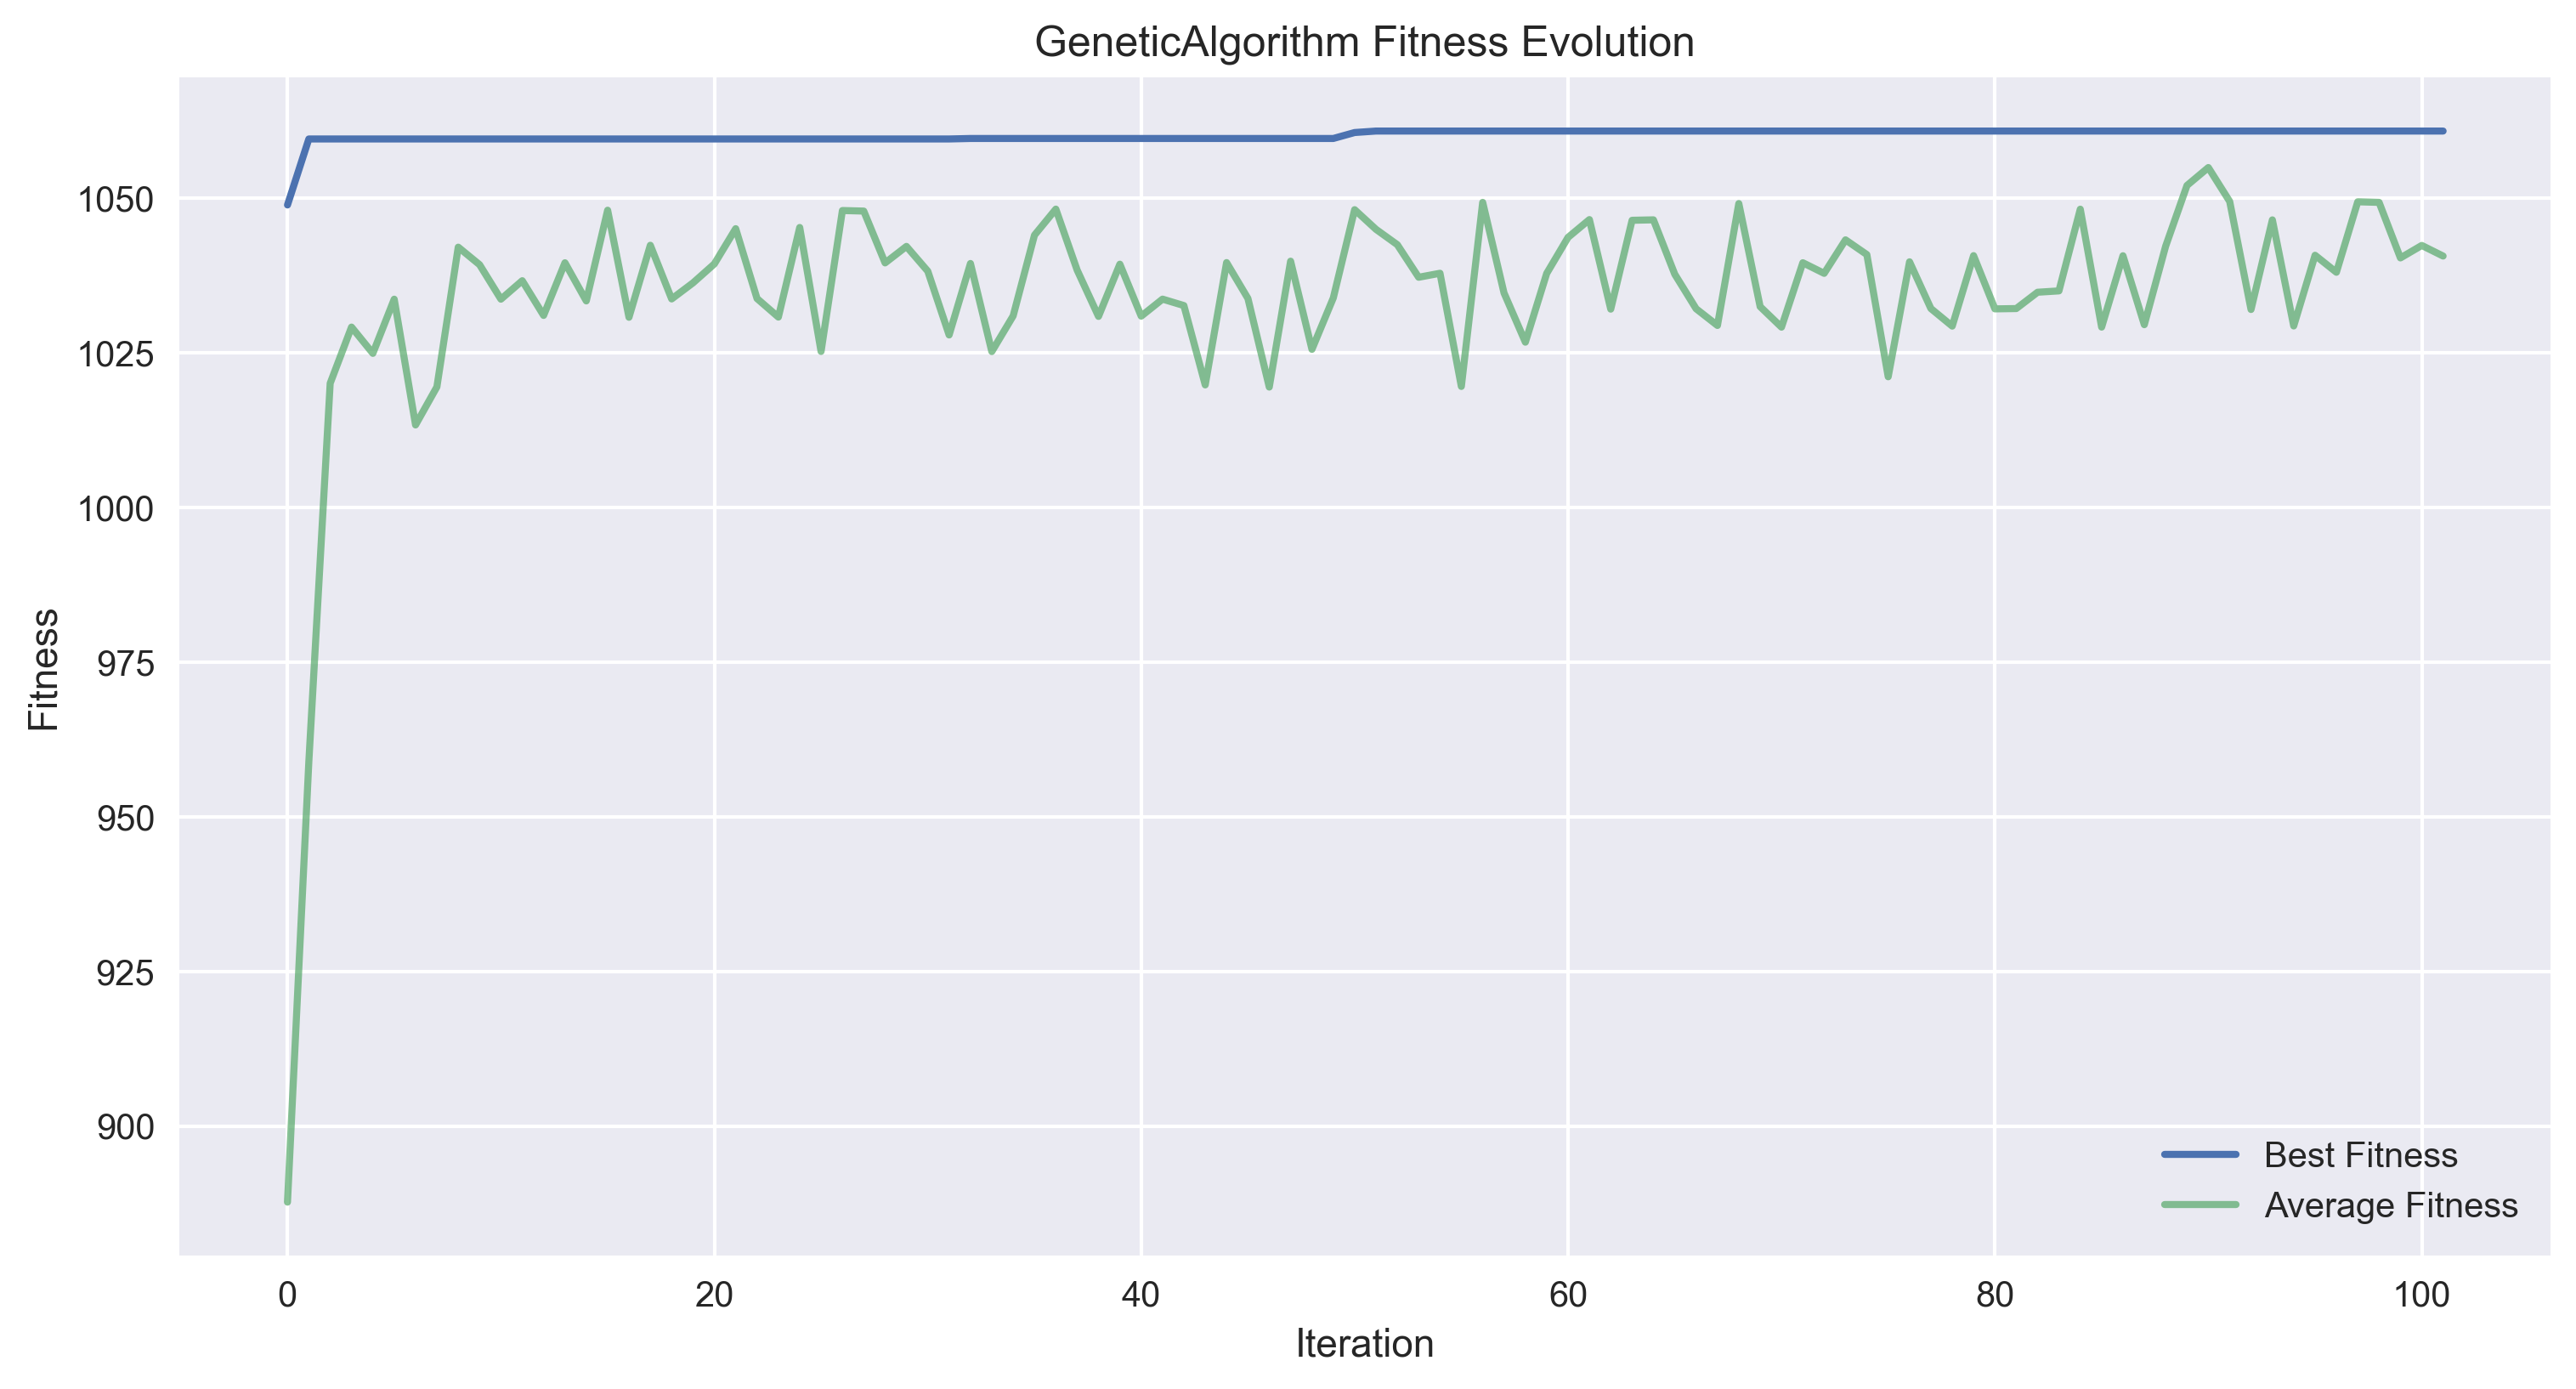 GeneticAlgorithm Fitness Evolution
1050
1025
1000
975
950
925
900
Fitness
Best Fitness
Average Fitness
0 20 40 60 80 100
Iteration